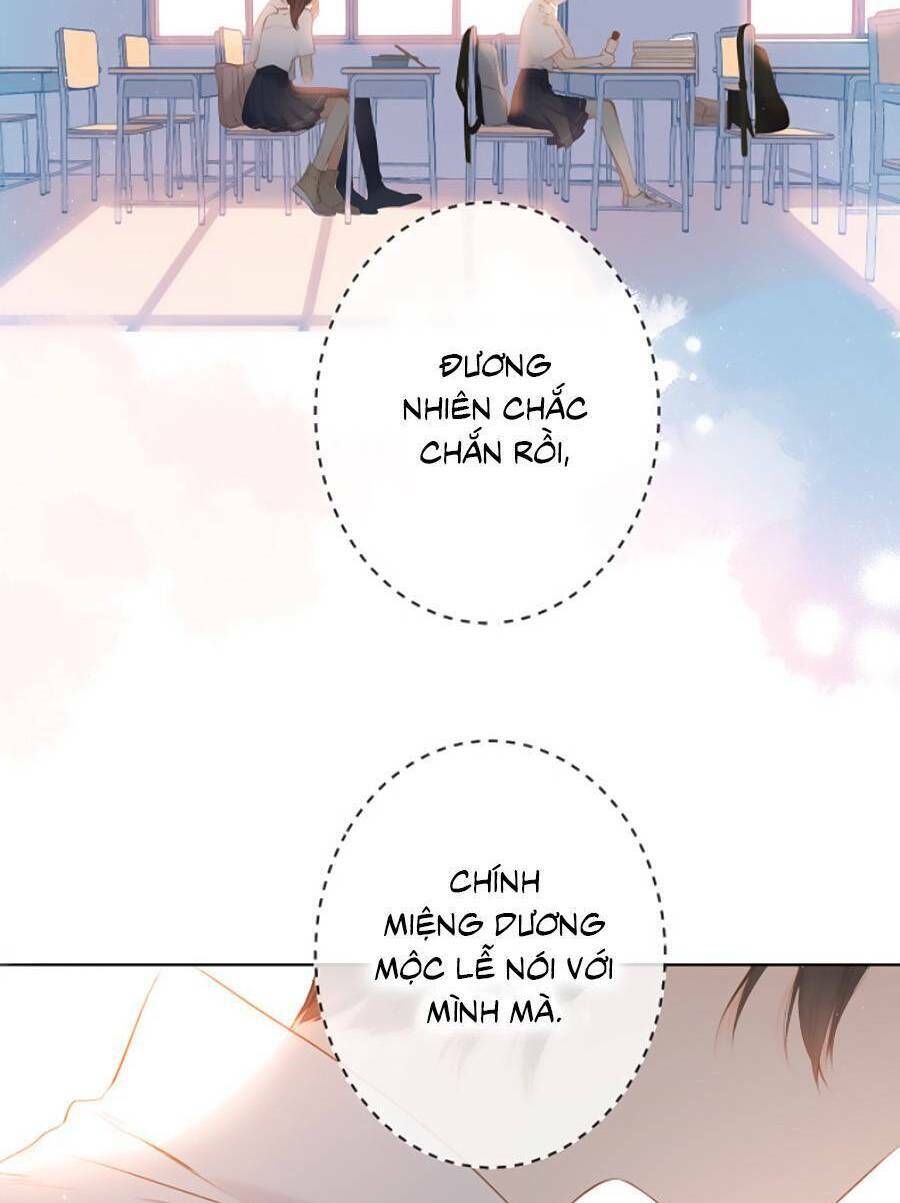 ĐƯƠNG
NHIÊN CHẮC
CHẮN RỒI,
CHÍNH
MIỆNG DƯƠNG
MỘC LỄ NÓI VỚI
MÌNH MÀ.